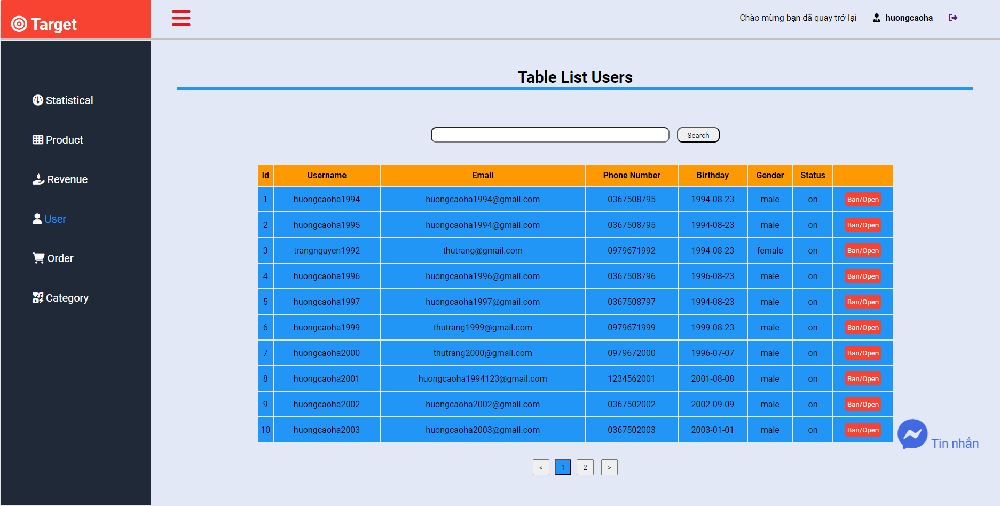 Target
Chào mừng bạn đã quay trở lại huongcaoha
Statistical
Product
Revenue
User
Order
Category
Table List Users
Search
Id Username Email Phone Number Birthday Gender Status
1 huongcaoha1994 huongcaoha1994@gmail.com 0367508795 1994-08-23 male on Ban/Open
2 huongcaoha1995 huongcaoha1994@gmail.com 0367508795 1994-08-23 male on Ban/Open
3 trangnguyen1992 thutrang@gmail.com 0979671992 1994-08-23 female on Ban/Open
4 huongcaoha1996 huongcaoha1996@gmail.com 0367508796 1996-08-23 male on Ban/Open
5 huongcaoha1997 huongcaoha1997@gmail.com 0367508797 1994-08-23 male on Ban/Open
6 huongcaoha1999 thutrang1999@gmail.com 0979671999 1999-08-23 male on Ban/Open
7 huongcaoha2000 thutrang2000@gmail.com 0979672000 1996-07-07 male on Ban/Open
8 huongcaoha2001 huongcaoha1994123@gmail.com 1234562001 2001-08-08 male on Ban/Open
9 huongcaoha2002 huongcaoha2002@gmail.com 0367502002 2002-09-09 male on Ban/Open
10 huongcaoha2003 huongcaoha2003@gmail.com 0367502003 2003-01-01 male on Ban/Open
Tin nhắn
< 1 2 >